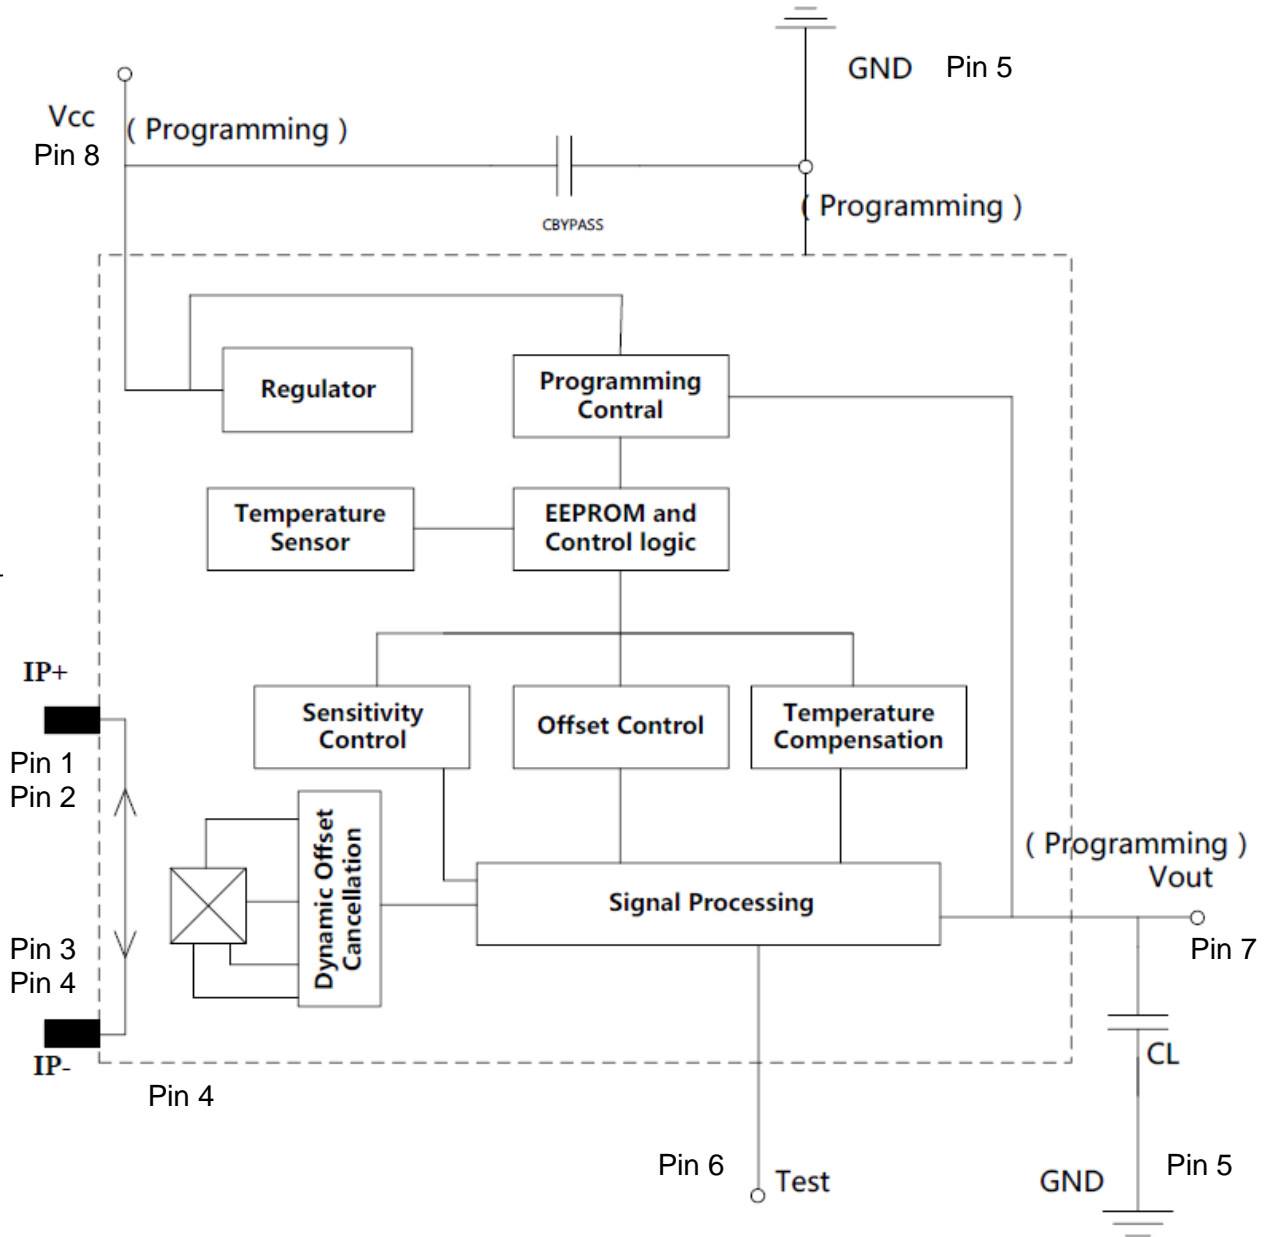 GND Pin 5
Vcc
( Programming )
Pin 8
( Programming )
CBYPASS
Regulator
Programming
Contral
Temperature
Sensor
EEPROM and
Control logic
IP+
Sensitivity
Control
Offset Control
Temperature
Compensation
Pin 1
Pin 2
Dynamic Offset
Cancellation
( Programming )
Vout
Signal Processing
Pin 3
Pin 4
Pin 7
IP-
CL
Pin 4
Pin 6
Test
GND
Pin 5